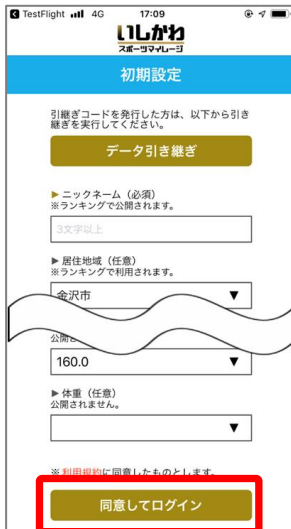 TestFlight 4G 17:09
いしかわ
スポーツマイレージ
初期設定
引継ぎコードを発行した方は、以下から引き
継ぎを実行してください。
データ引き継ぎ
▶ ニックネーム（必須）
※ランキングで公開されます。
3文字以上
▶ 居住地域（任意）
※ランキングで利用されます。
金沢市 ▼
160.0 ▼
▶ 体重（任意）
公開されません。
▼
※利用規約に同意したものとします。
同意してログイン